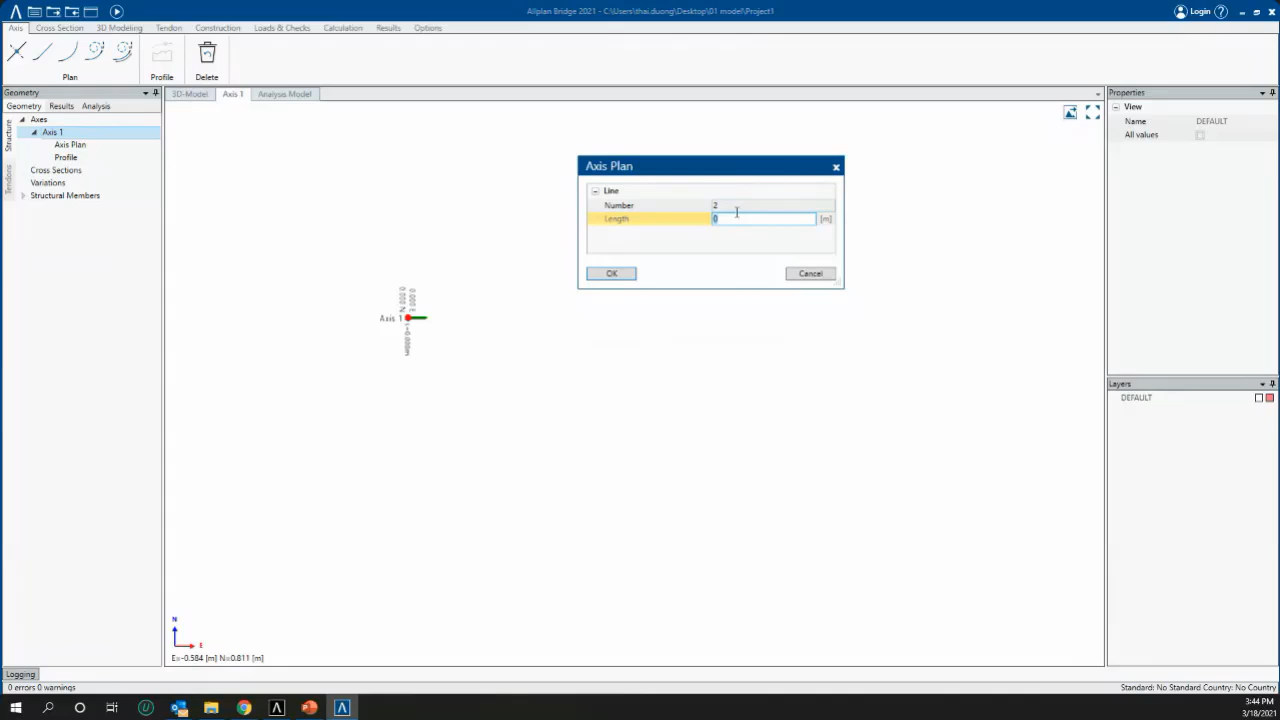 Allplan Bridge 2021 - C:\Users\thai.duong\Desktop\01 model\Project1
Login
Axis Cross Section 3D Modeling Tendon Construction Loads & Checks Calculation Results Options
Plan Profile Delete
Geometry
Geometry Results Analysis
Structure
Tendons
Axes
Axis 1
Axis Plan
Profile
Cross Sections
Variations
Structural Members
3D-Model Axis 1 Analysis Model
Axis Plan
Line
Number 2
Length 0 [m]
OK Cancel
Axis 1
N
E
E=-0.584 [m] N=0.811 [m]
Properties
View
Name DEFAULT
All values
Layers
DEFAULT
Logging
0 errors 0 warnings
Standard: No Standard Country: No Country
3:44 PM
3/18/2021